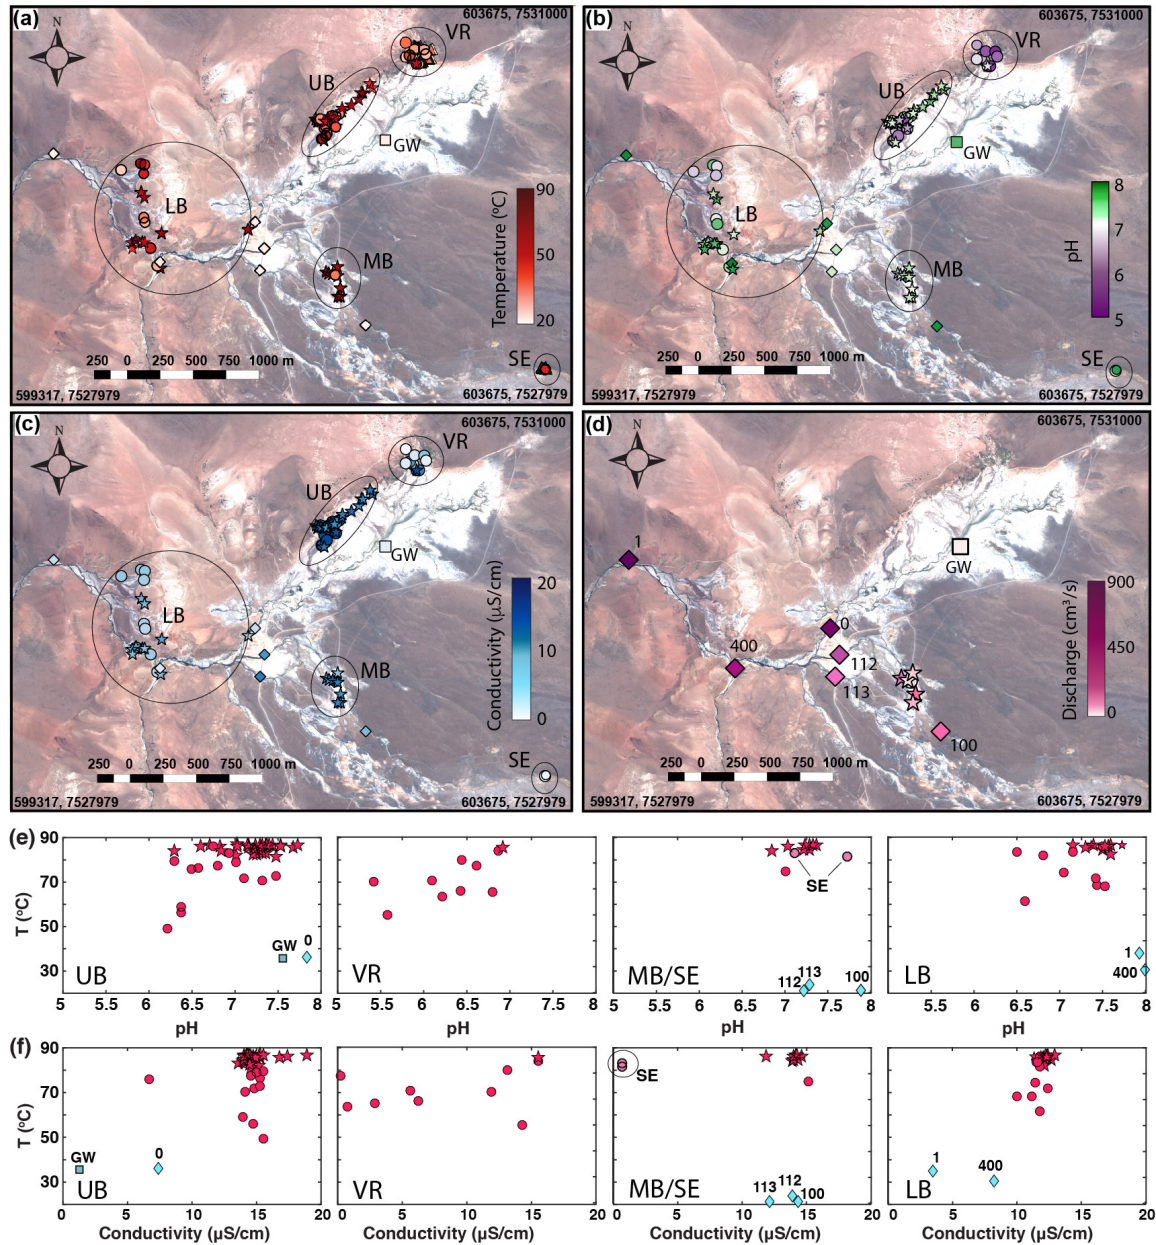 (a)
N
603675, 7531000
VR
UB
GW
LB
MB
SE
Temperature (ºC)
90
50
20
250 0 250 500 750 1000 m
599317, 7527979
603675, 7527979
(b)
N
603675, 7531000
VR
UB
GW
LB
MB
SE
pH
8
7
6
5
250 0 250 500 750 1000 m
599317, 7527979
603675, 7527979
(c)
N
603675, 7531000
VR
UB
GW
LB
MB
SE
Conductivity (µS/cm)
20
10
0
250 0 250 500 750 1000 m
599317, 7527979
603675, 7527979
(d)
N
603675, 7531000
1
GW
0
400
112
113
100
Discharge (cm³/s)
900
450
0
250 0 250 500 750 1000 m
599317, 7527979
603675, 7527979
(e)
T (ºC)
90
70
50
30
GW
0
UB
5 5.5 6 6.5 7 7.5 8
pH
VR
5 5.5 6 6.5 7 7.5 8
pH
SE
113
112
100
MB/SE
5 5.5 6 6.5 7 7.5 8
pH
1
400
LB
5.5 6 6.5 7 7.5 8
pH
(f)
T (ºC)
90
70
50
30
GW
0
UB
0 5 10 15 20
Conductivity (µS/cm)
VR
0 5 10 15 20
Conductivity (µS/cm)
SE
113
112
100
MB/SE
0 5 10 15 20
Conductivity (µS/cm)
1
400
LB
5 10 15 20
Conductivity (µS/cm)